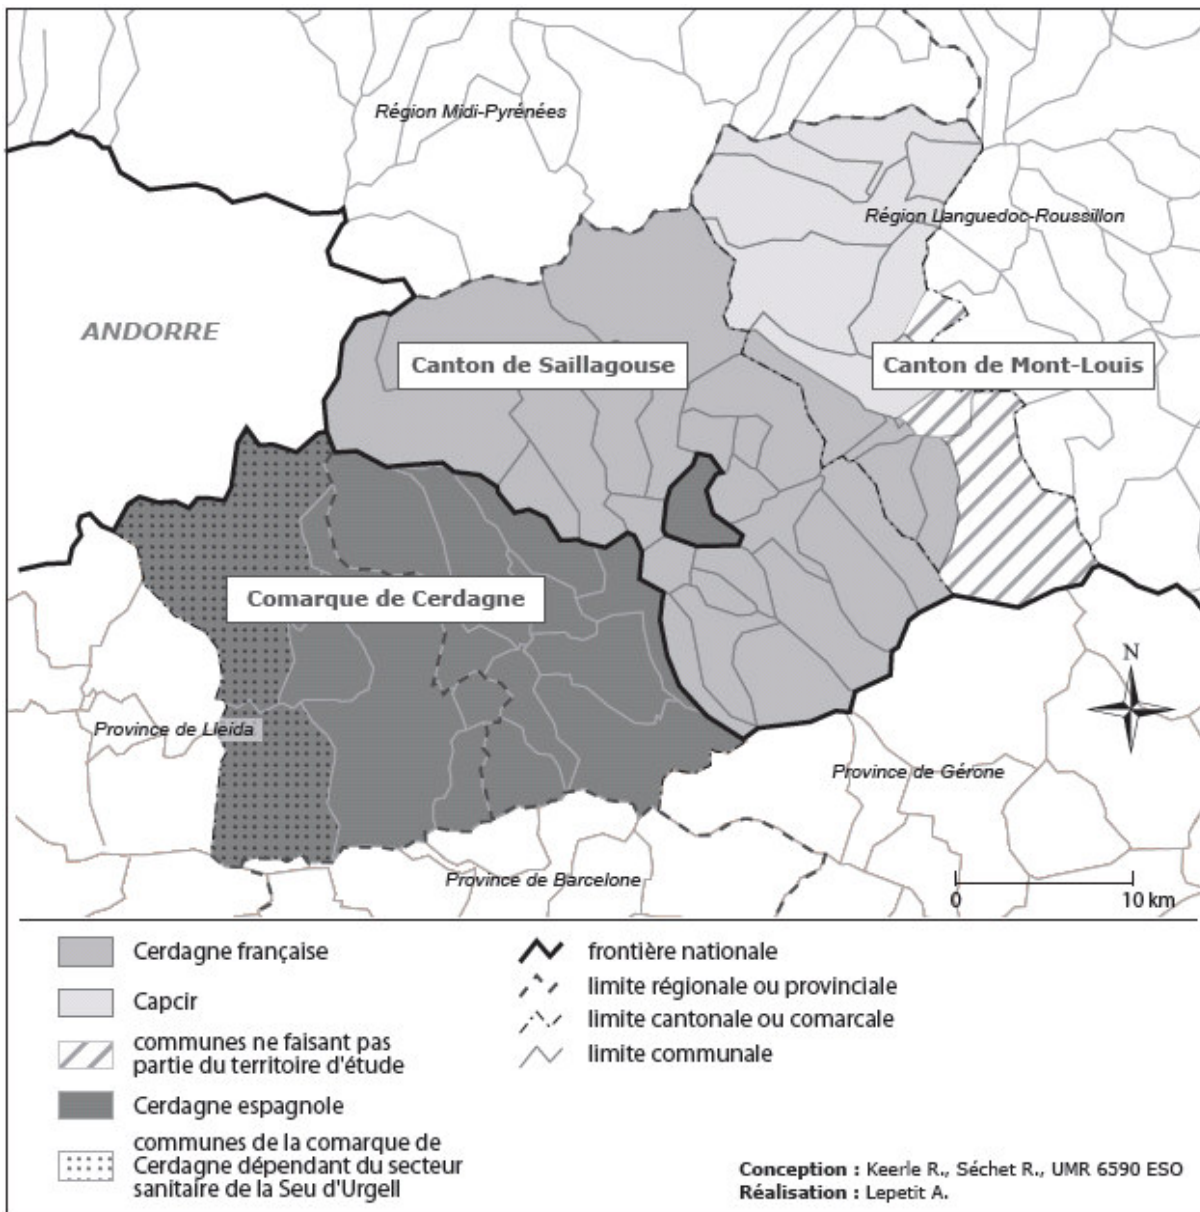 Région Midi-Pyrénées
Région Languedoc-Roussillon
ANDORRE
Canton de Saillagouse
Canton de Mont-Louis
Comarque de Cerdagne
N
Province de Lleida
Province de Gérone
Province de Barcelone
0 10 km
Cerdagne française
Capcir
communes ne faisant pas
partie du territoire d'étude
Cerdagne espagnole
communes de la comarque de
Cerdagne dépendant du secteur
sanitaire de la Seu d'Urgell
frontière nationale
limite régionale ou provinciale
limite cantonale ou comarcale
limite communale
Conception : Keerle R., Séchet R., UMR 6590 ESO
Réalisation : Lepetit A.